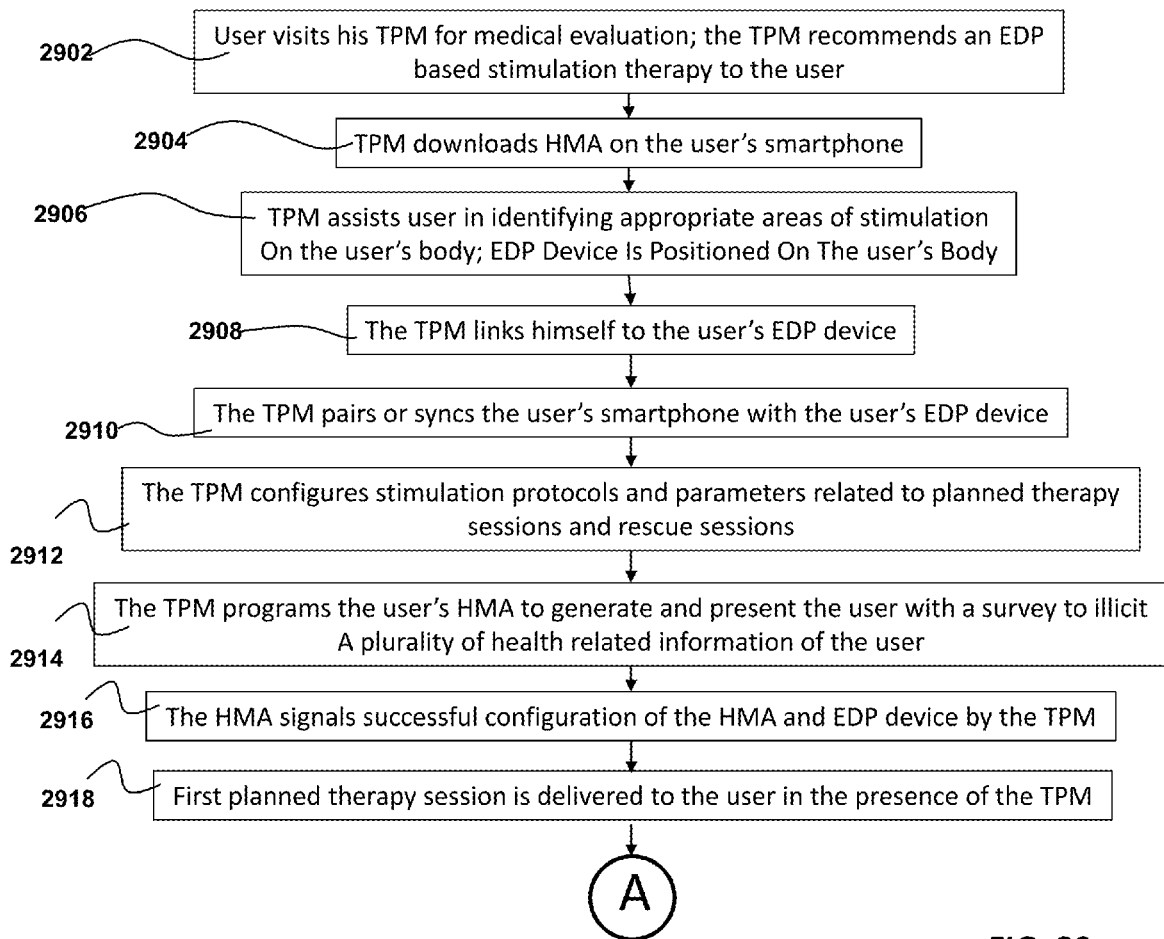 2902
User visits his TPM for medical evaluation; the TPM recommends an EDP
based stimulation therapy to the user
2904
TPM downloads HMA on the user's smartphone
2906
TPM assists user in identifying appropriate areas of stimulation
On the user's body; EDP Device Is Positioned On The user's Body
2908
The TPM links himself to the user's EDP device
2910
The TPM pairs or syncs the user's smartphone with the user's EDP device
2912
The TPM configures stimulation protocols and parameters related to planned therapy
sessions and rescue sessions
2914
The TPM programs the user's HMA to generate and present the user with a survey to illicit
A plurality of health related information of the user
2916
The HMA signals successful configuration of the HMA and EDP device by the TPM
2918
First planned therapy session is delivered to the user in the presence of the TPM
A